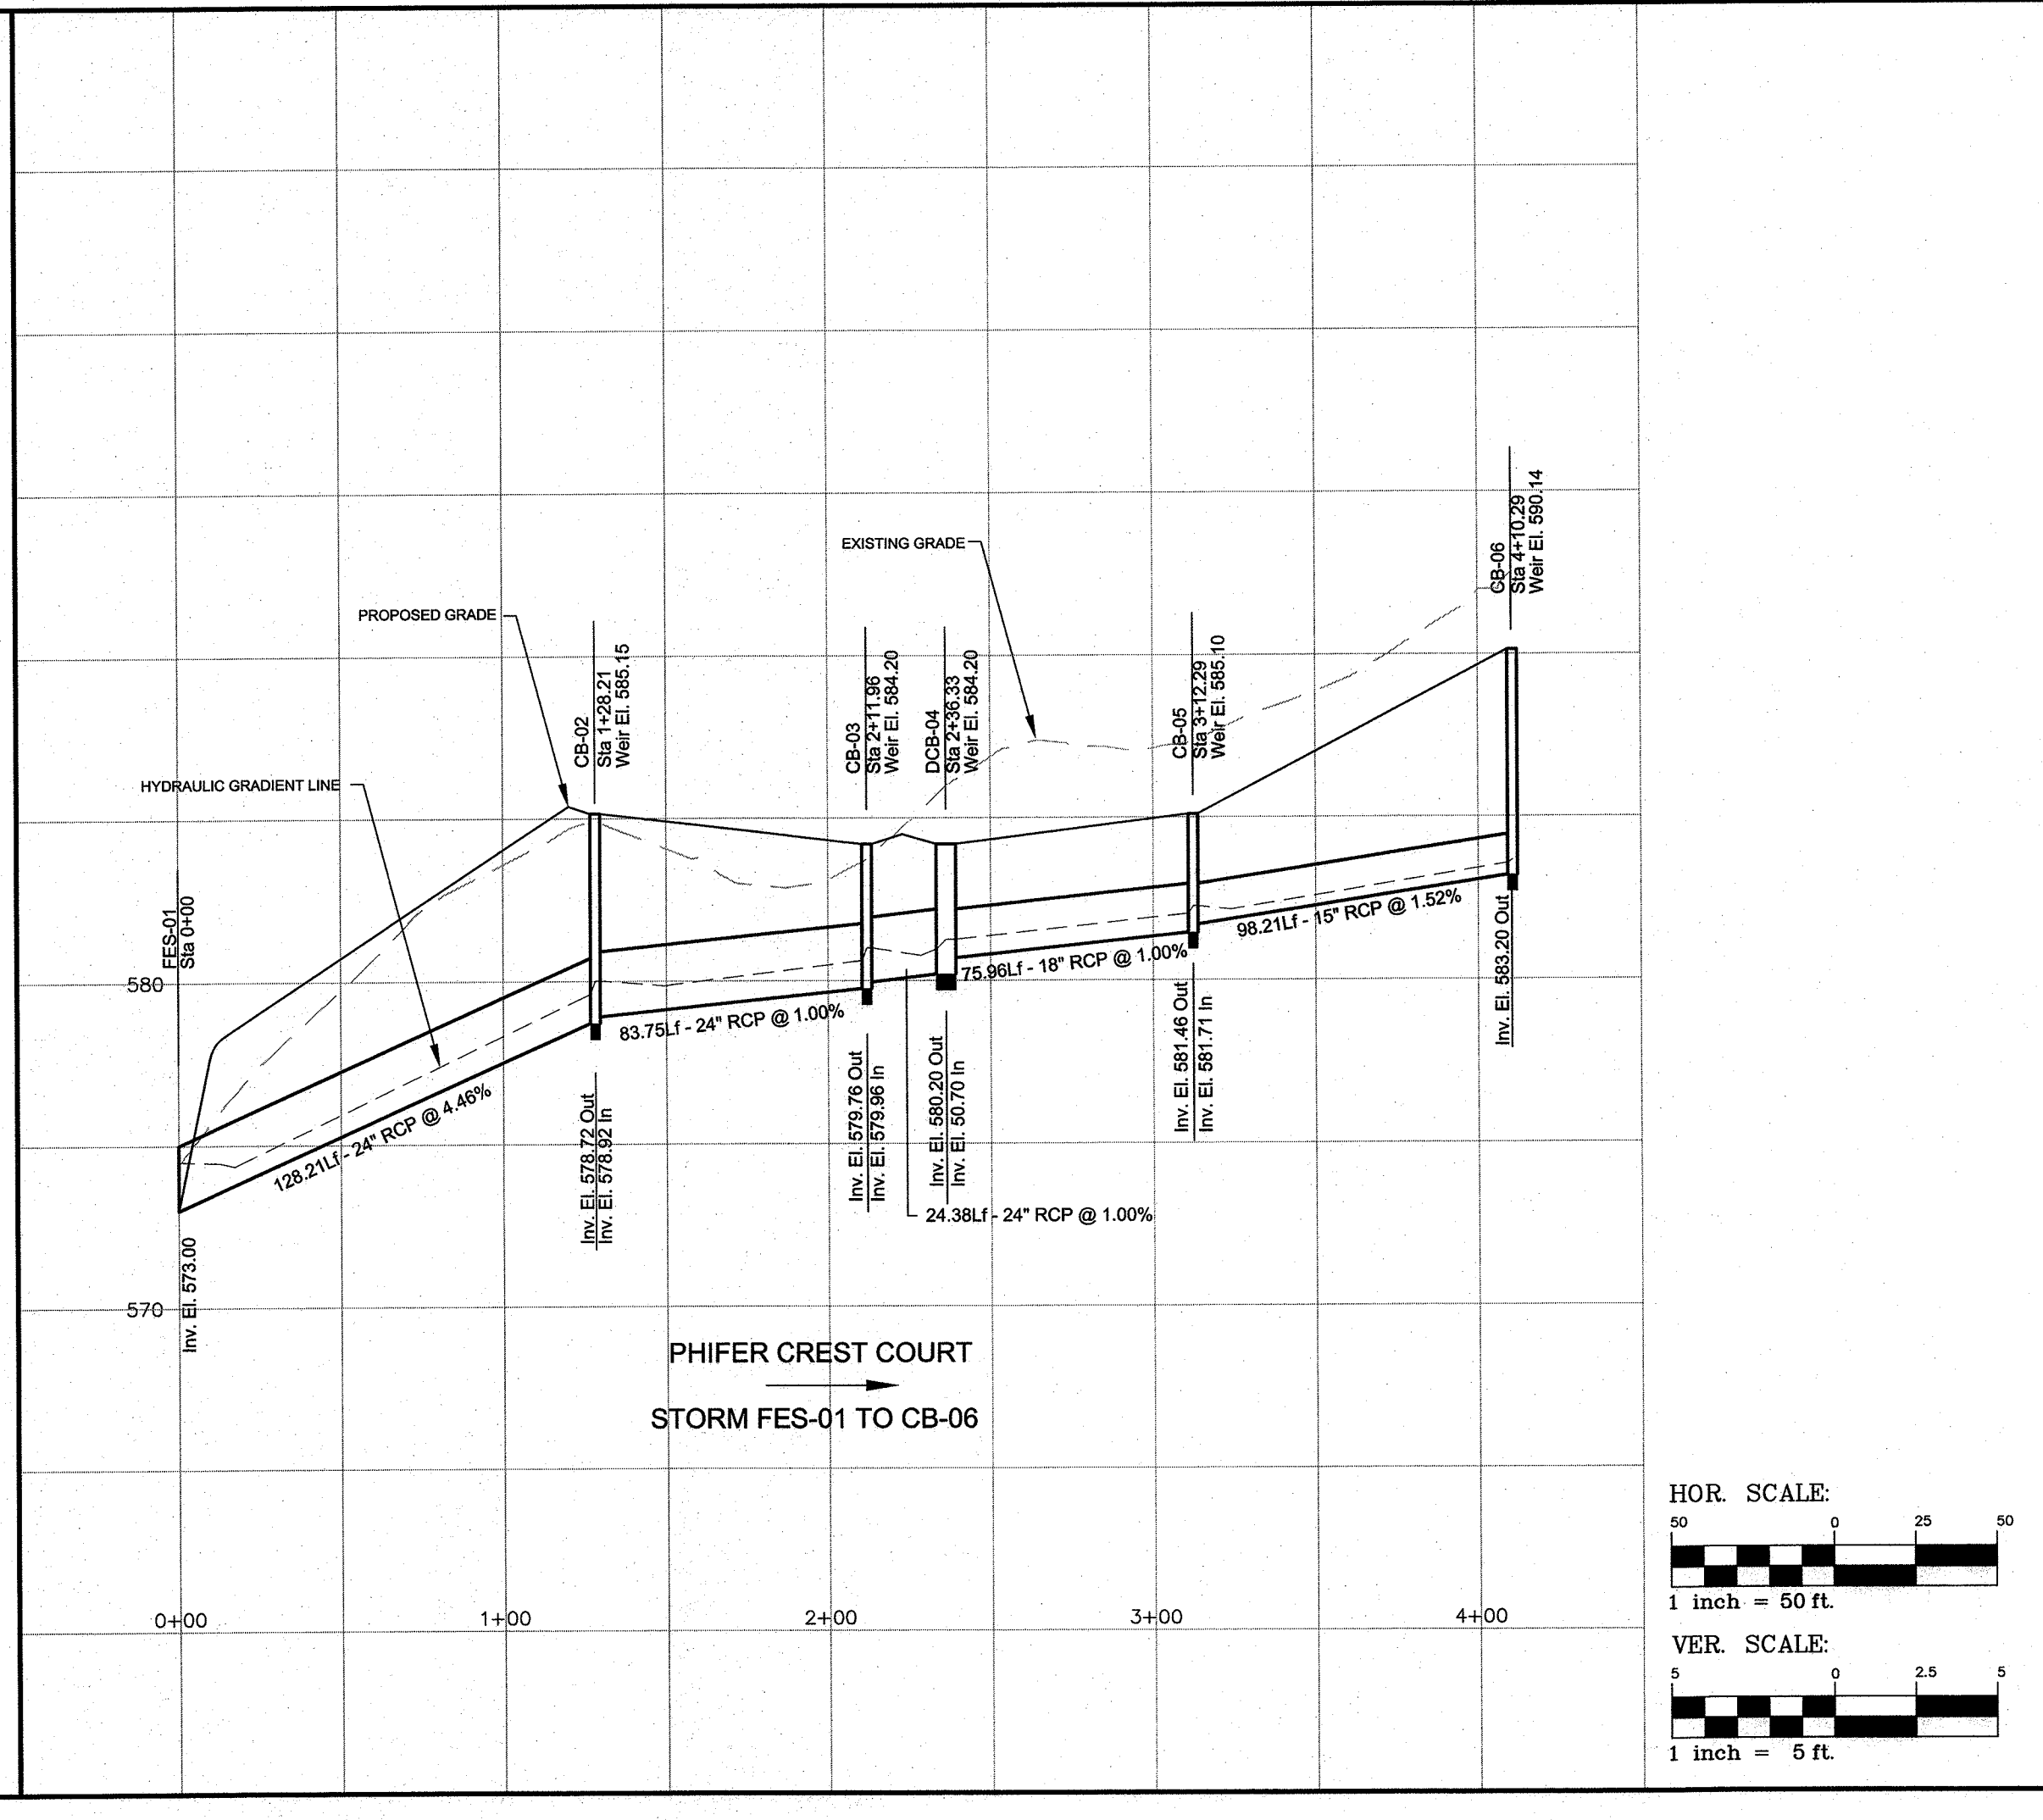 CB-06
Sta 4+10.29
Weir El. 590.14
EXISTING GRADE
PROPOSED GRADE
CB-02
Sta 1+28.21
Weir El. 585.15
CB-03
Sta 2+11.96
Weir El. 584.20
DCB-04
Sta 2+36.33
Weir El. 584.20
CB-05
Sta 3+12.29
Weir El. 585.10
HYDRAULIC GRADIENT LINE
FES-01
Sta 0+00
580
128.21Lf - 24" RCP @ 4.46%
83.75Lf - 24" RCP @ 1.00%
75.96Lf - 18" RCP @ 1.00%
98.21Lf - 15" RCP @ 1.52%
Inv. El. 573.00
Inv. El. 578.72 Out
Inv. El. 578.92 In
Inv. El. 579.76 Out
Inv. El. 579.96 In
Inv. El. 580.20 Out
Inv. El. 50.70 In
Inv. El. 581.46 Out
Inv. El. 581.71 In
Inv. El. 583.20 Out
24.38Lf - 24" RCP @ 1.00%
570
PHIFER CREST COURT
STORM FES-01 TO CB-06
0+00
1+00
2+00
3+00
4+00
HOR. SCALE:
50 0 25 50
1 inch = 50 ft.
VER. SCALE:
5 0 2.5 5
1 inch = 5 ft.